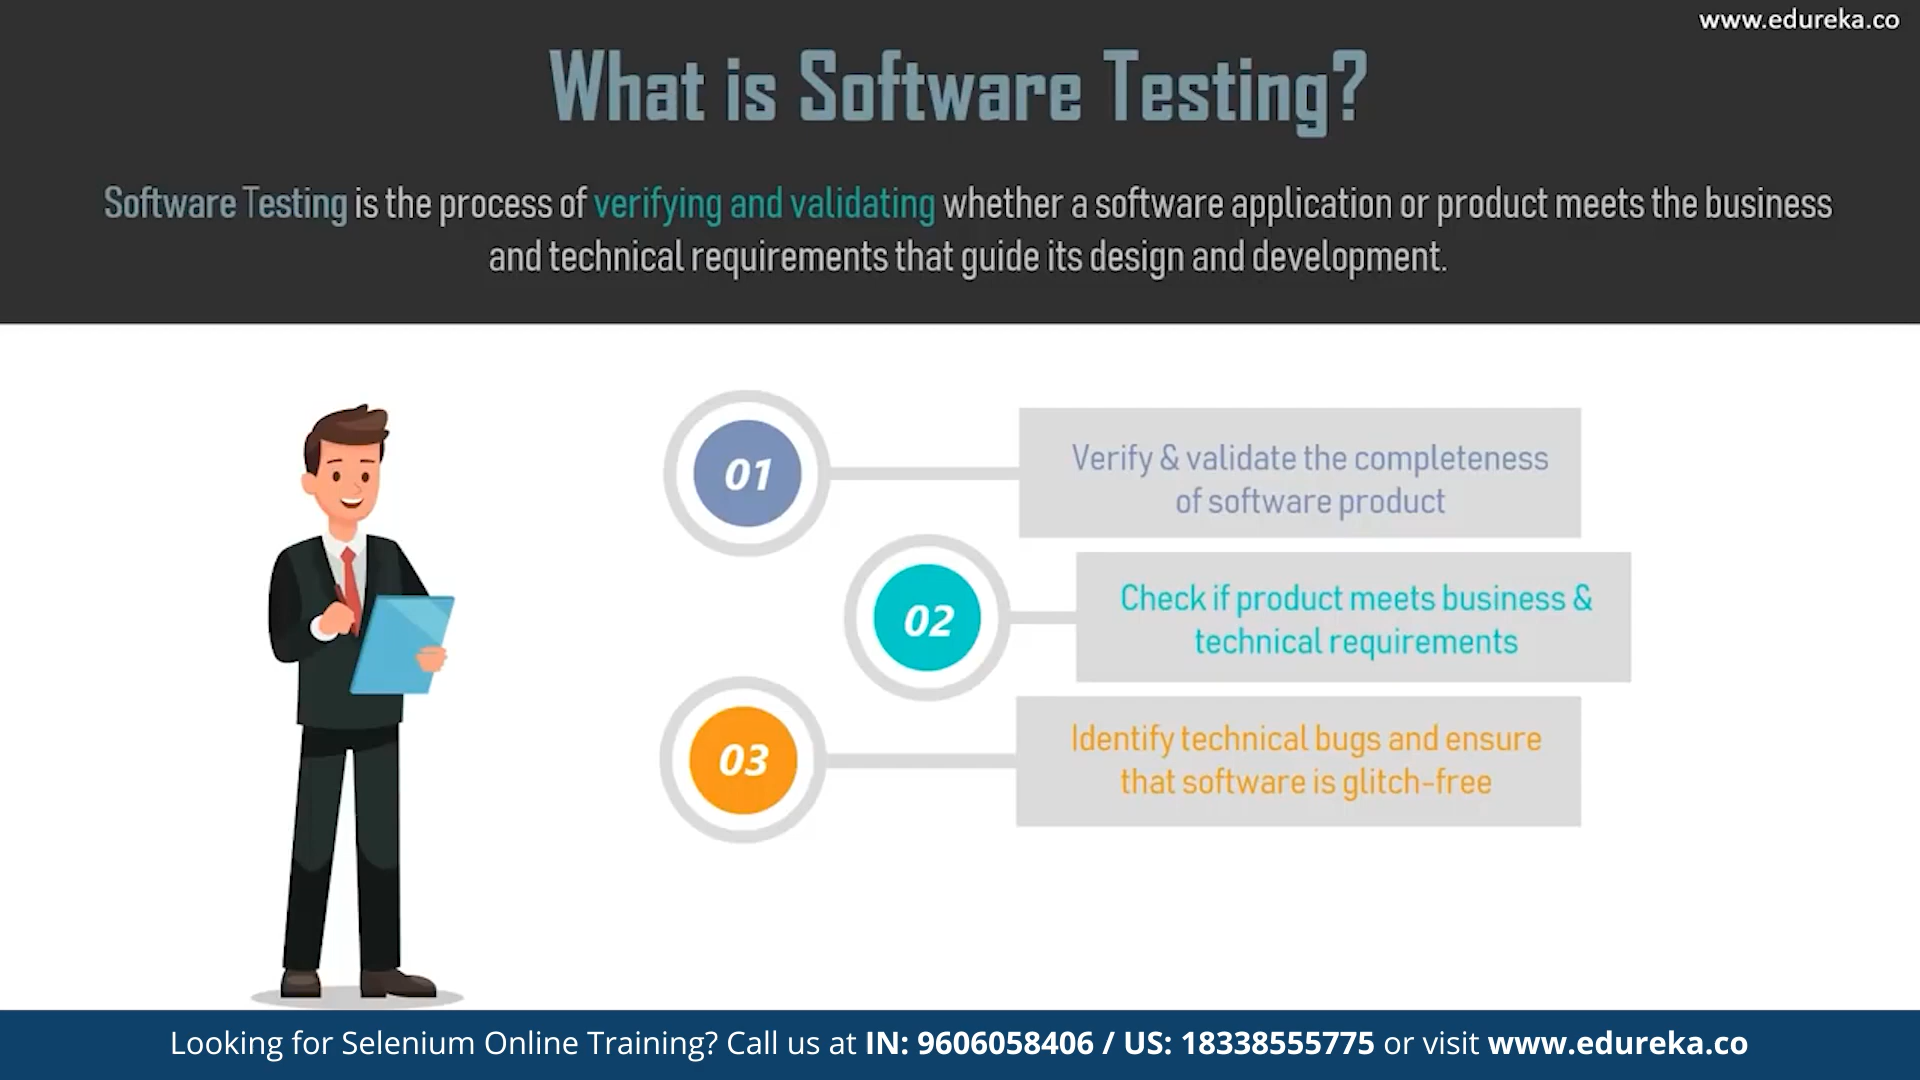 www.edureka.co
What is Software Testing?
Software Testing is the process of verifying and validating whether a software application or product meets the business
and technical requirements that guide its design and development.
01
Verify & validate the completeness
of software product
02
Check if product meets business &
technical requirements
03
Identify technical bugs and ensure
that software is glitch-free
Looking for Selenium Online Training? Call us at IN: 9606058406 / US: 18338555775 or visit www.edureka.co